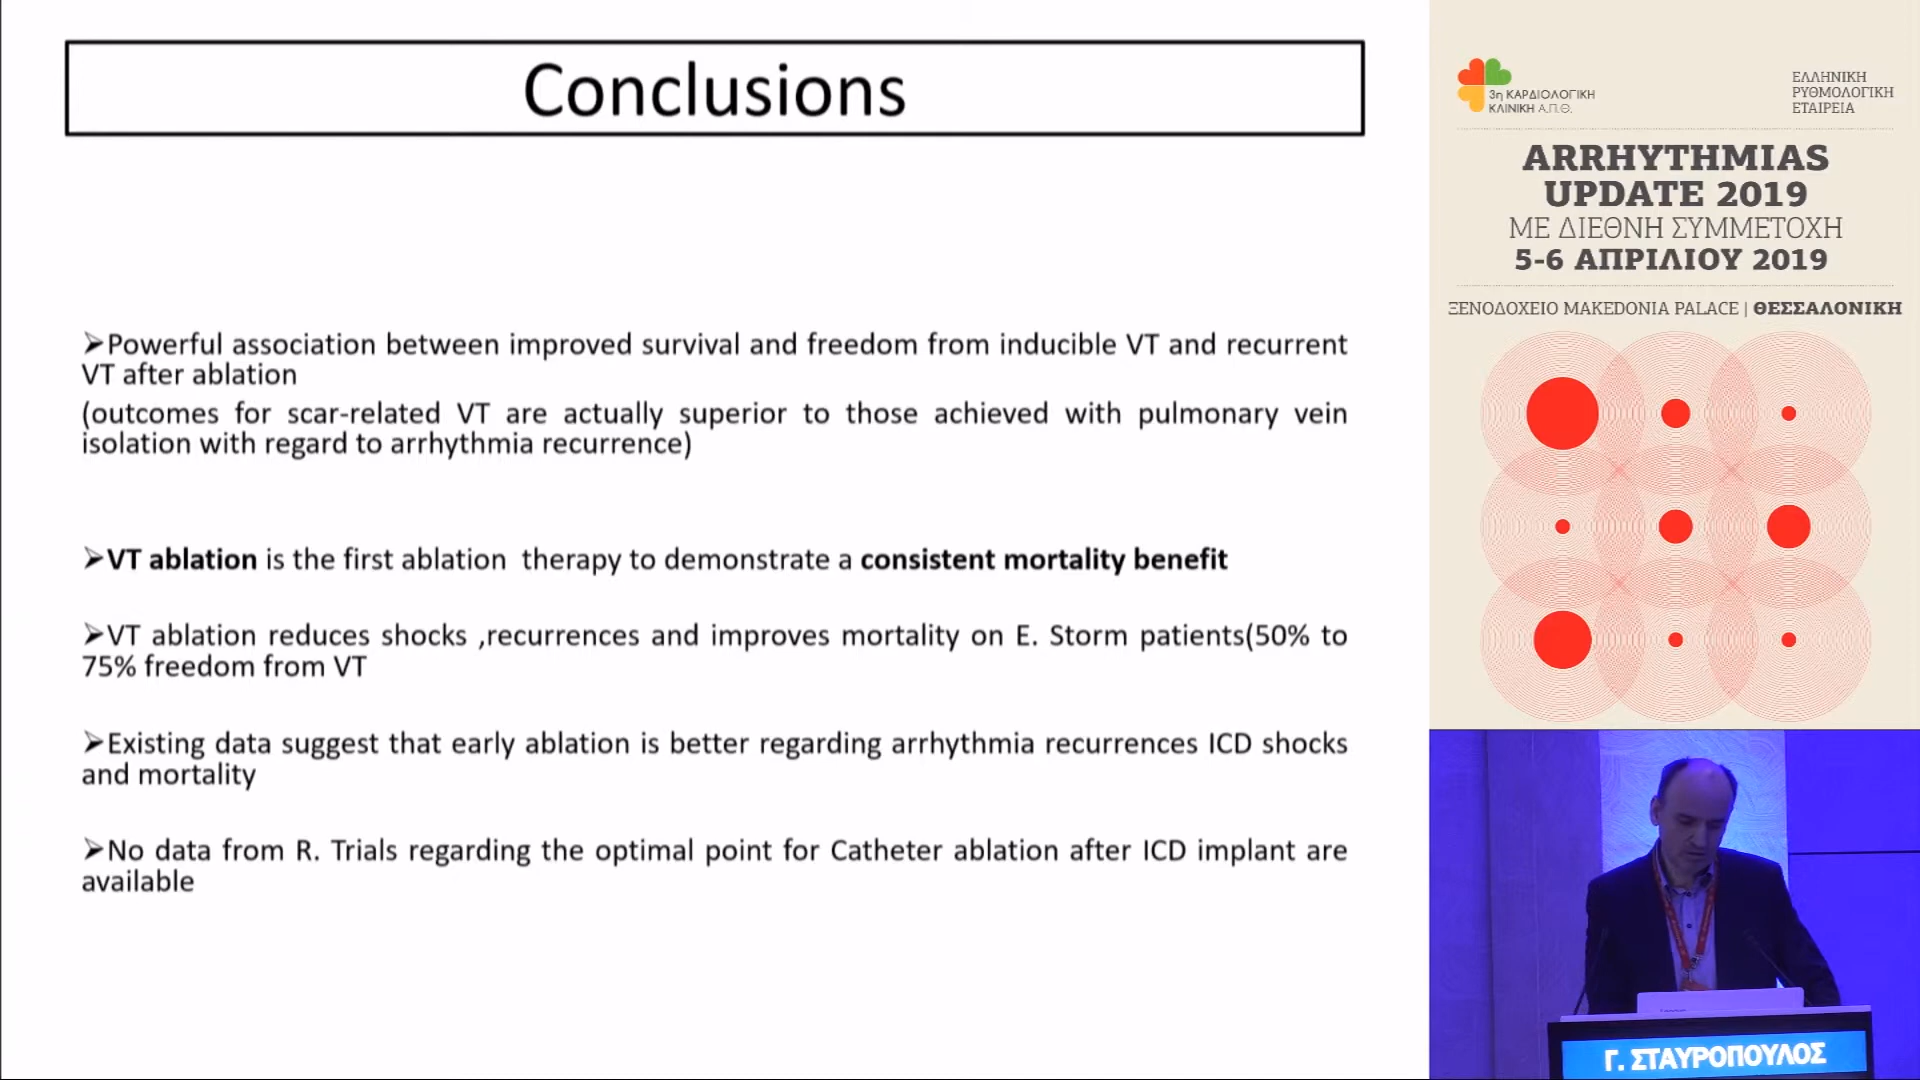 Conclusions
➢Powerful association between improved survival and freedom from inducible VT and recurrent
VT after ablation
(outcomes for scar-related VT are actually superior to those achieved with pulmonary vein
isolation with regard to arrhythmia recurrence)
➢VT ablation is the first ablation therapy to demonstrate a consistent mortality benefit
➢VT ablation reduces shocks ,recurrences and improves mortality on E. Storm patients(50% to
75% freedom from VT
➢Existing data suggest that early ablation is better regarding arrhythmia recurrences ICD shocks
and mortality
➢No data from R. Trials regarding the optimal point for Catheter ablation after ICD implant are
available
3η ΚΑΡΔΙΟΛΟΓΙΚΗ
ΚΛΙΝΙΚΗ Α.Π.Θ.
ΕΛΛΗΝΙΚΗ
ΡΥΘΜΟΛΟΓΙΚΗ
ΕΤΑΙΡΕΙΑ
ARRHYTHMIAS
UPDATE 2019
ΜΕ ΔΙΕΘΝΗ ΣΥΜΜΕΤΟΧΗ
5-6 ΑΠΡΙΛΙΟΥ 2019
ΞΕΝΟΔΟΧΕΙΟ MAKEDONIA PALACE | ΘΕΣΣΑΛΟΝΙΚΗ
Γ. ΣΤΑΥΡΟΠΟΥΛΟΣ